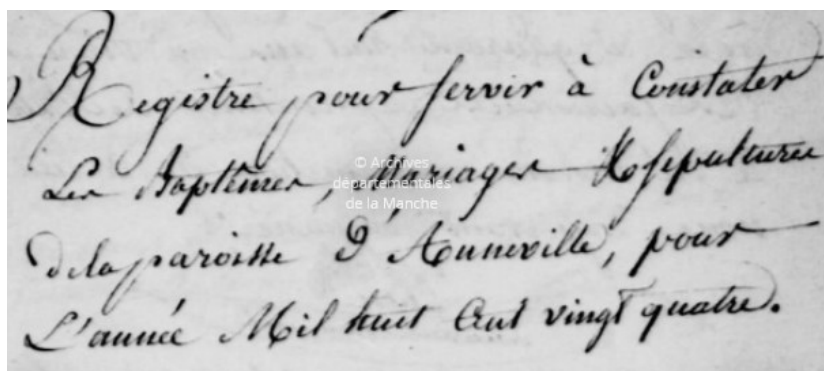 Registre pour servir à Constater
Les Baptêmes, Mariages & sepultures
de la paroisse d'Anneville, pour
L'année Mil huit Cent vingt quatre.
© Archives
départementales
de la Manche